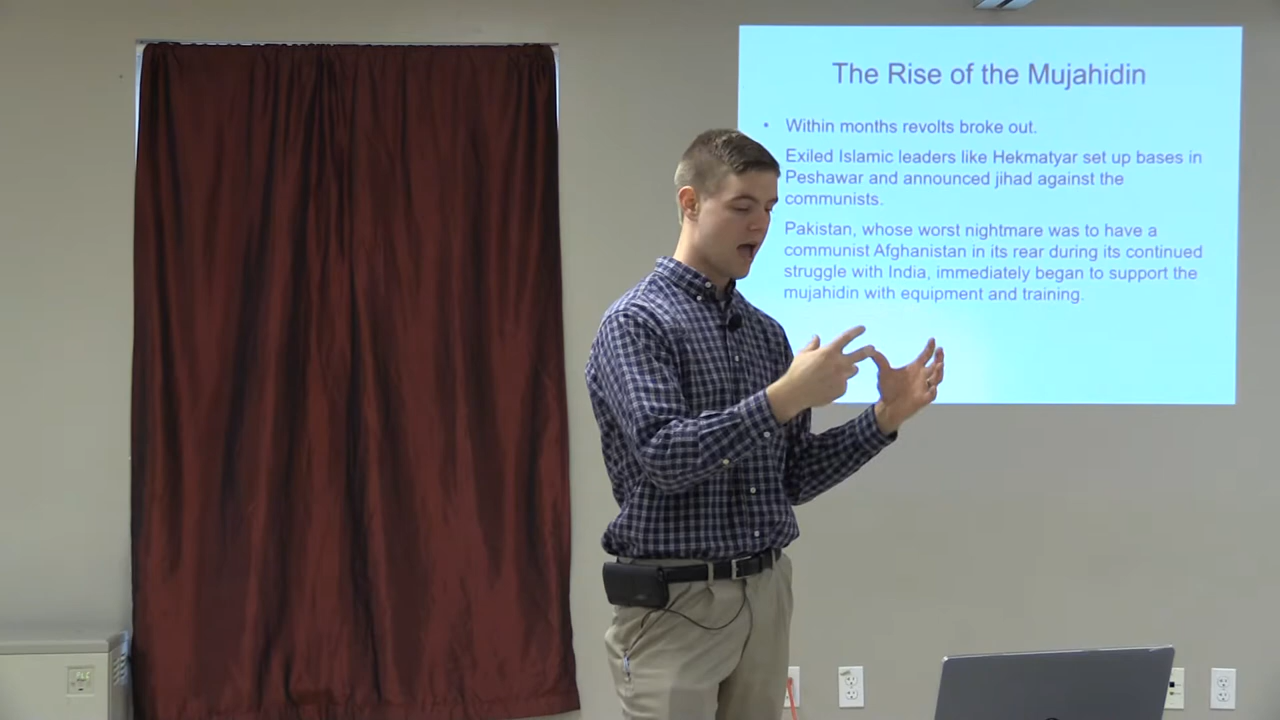 The Rise of the Mujahidin
• Within months revolts broke out.
Exiled Islamic leaders like Hekmatyar set up bases in
Peshawar and announced jihad against the
communists.
Pakistan, whose worst nightmare was to have a
communist Afghanistan in its rear during its continued
struggle with India, immediately began to support the
mujahidin with equipment and training.